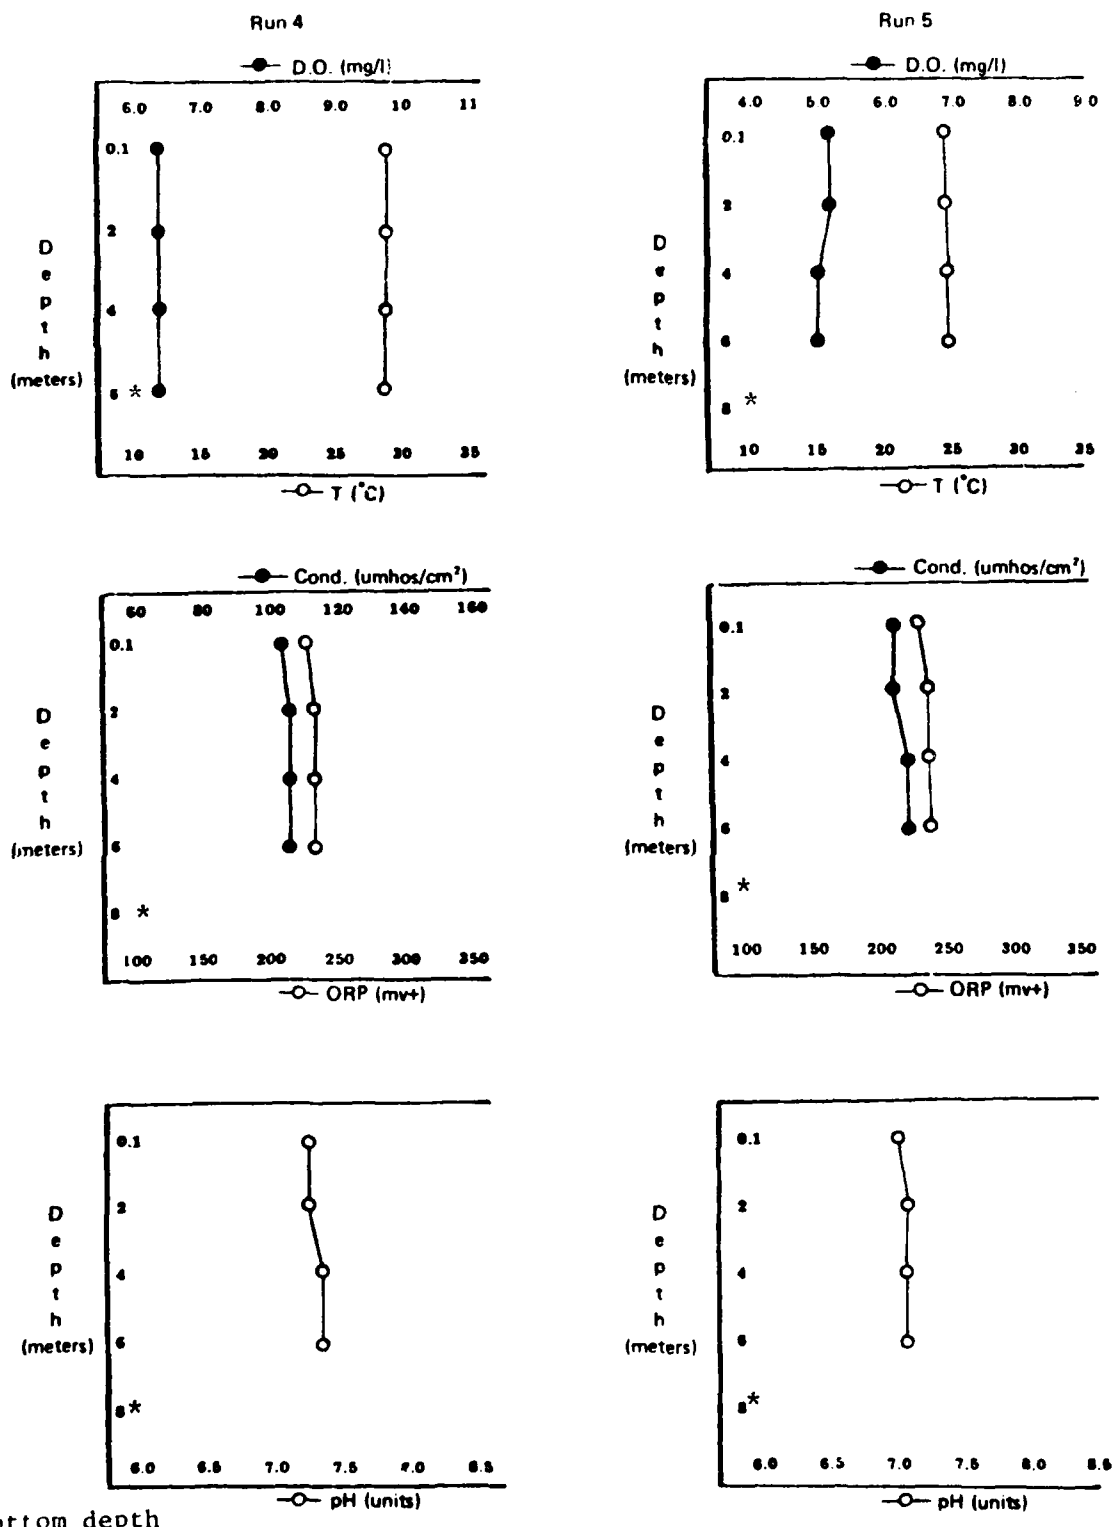 Run 4
Run 5
D.O. (mg/l)
6.0 7.0 8.0 9.0 10 11
0.1
2
4
6 *
Depth
(meters)
10 15 20 25 30 35
T (°C)
D.O. (mg/l)
4.0 5.0 6.0 7.0 8.0 9.0
0.1
2
4
6
8 *
Depth
(meters)
10 15 20 25 30 35
T (°C)
Cond. (umhos/cm²)
60 80 100 120 140 160
0.1
2
4
6
8 *
Depth
(meters)
100 150 200 250 300 350
ORP (mv+)
Cond. (umhos/cm²)
0.1
2
4
6
8 *
Depth
(meters)
100 150 200 250 300 350
ORP (mv+)
0.1
2
4
6
8 *
Depth
(meters)
6.0 6.5 7.0 7.5 8.5
pH (units)
0.1
2
4
6
8 *
Depth
(meters)
6.0 6.5 7.0 7.5 8.0 8.5
pH (units)
ottom depth